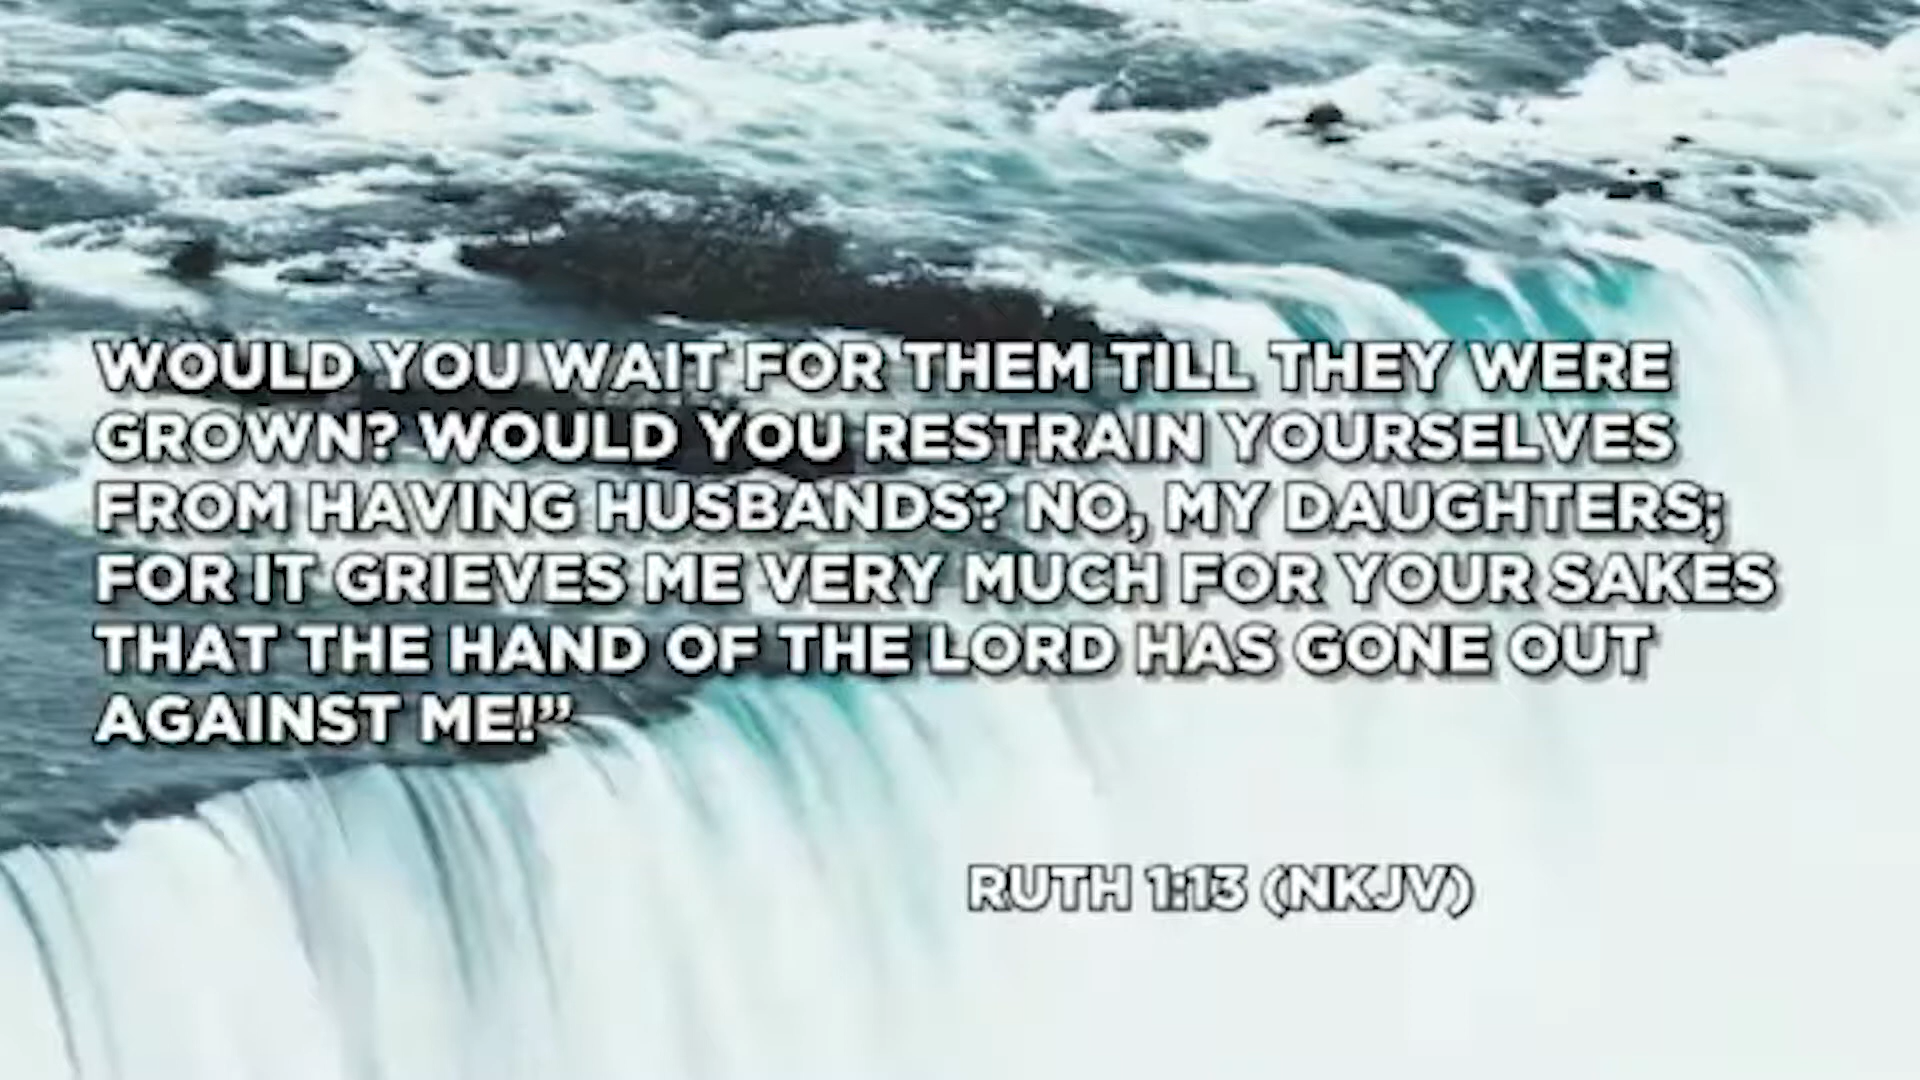 WOULD YOU WAIT FOR THEM TILL THEY WERE
GROWN? WOULD YOU RESTRAIN YOURSELVES
FROM HAVING HUSBANDS? NO, MY DAUGHTERS;
FOR IT GRIEVES ME VERY MUCH FOR YOUR SAKES
THAT THE HAND OF THE LORD HAS GONE OUT
AGAINST ME!”
RUTH 1:13 (NKJV)